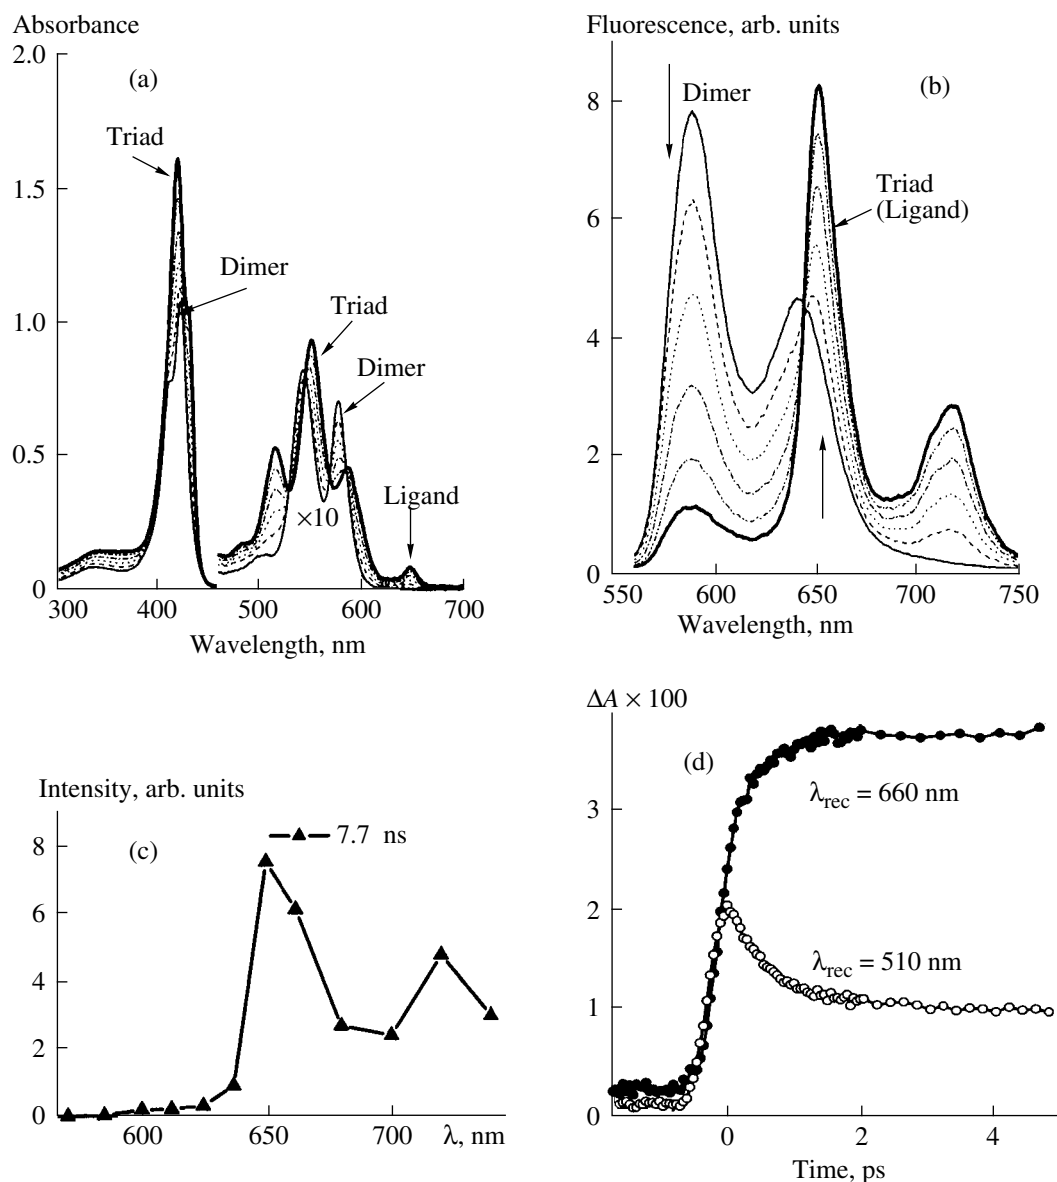 Absorbance
2.0
(a)
Triad
1.5
Dimer
1.0
Triad
Dimer
0.5
×10
Ligand
0
300 400 500 600 700
Wavelength, nm
Fluorescence, arb. units
8
Dimer
(b)
6
Triad
(Ligand)
4
2
0
550 600 650 700 750
Wavelength, nm
Intensity, arb. units
8
(c)
7.7 ns
6
4
2
0
600 650 700 λ, nm
ΔA × 100
(d)
3
λrec = 660 nm
2
λrec = 510 nm
1
0
0 2 4
Time, ps